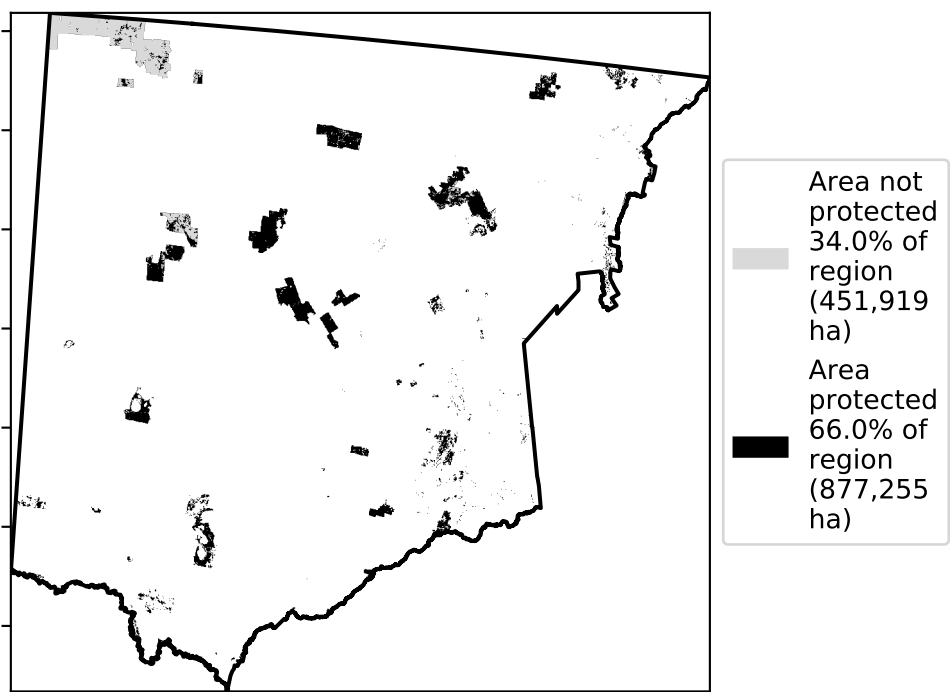 Area not
protected
34.0% of
region
(451,919
ha)
Area
protected
66.0% of
region
(877,255
ha)